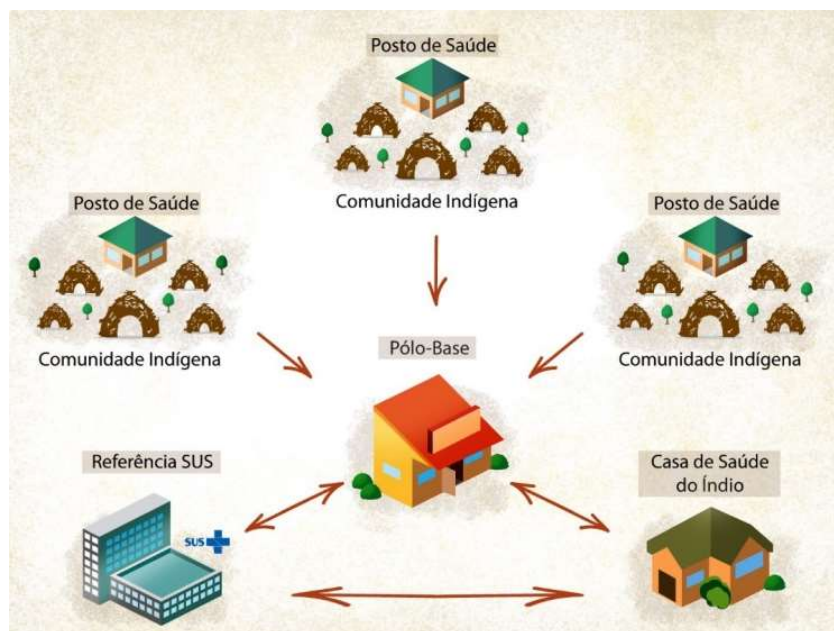 Posto de Saúde
Comunidade Indígena
Posto de Saúde
Comunidade Indígena
Posto de Saúde
Comunidade Indígena
Pólo-Base
Referência SUS
SUS
Casa de Saúde
do Índio